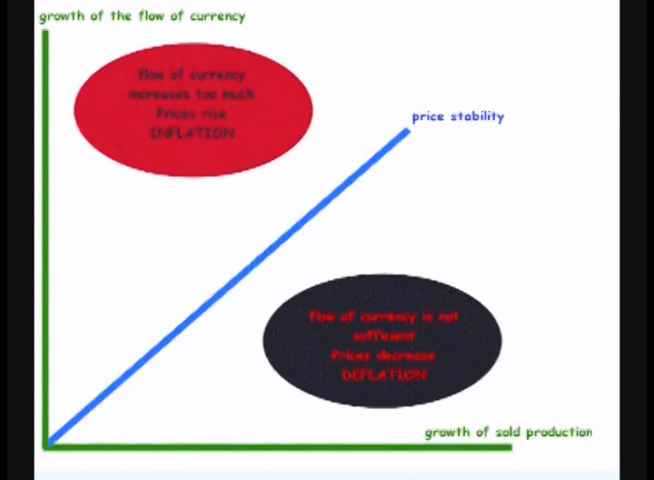 growth of the flow of currency
flow of currency
increases too much
Prices rise
INFLATION
price stability
flow of currency is not
sufficient
Prices decrease
DEFLATION
growth of sold production